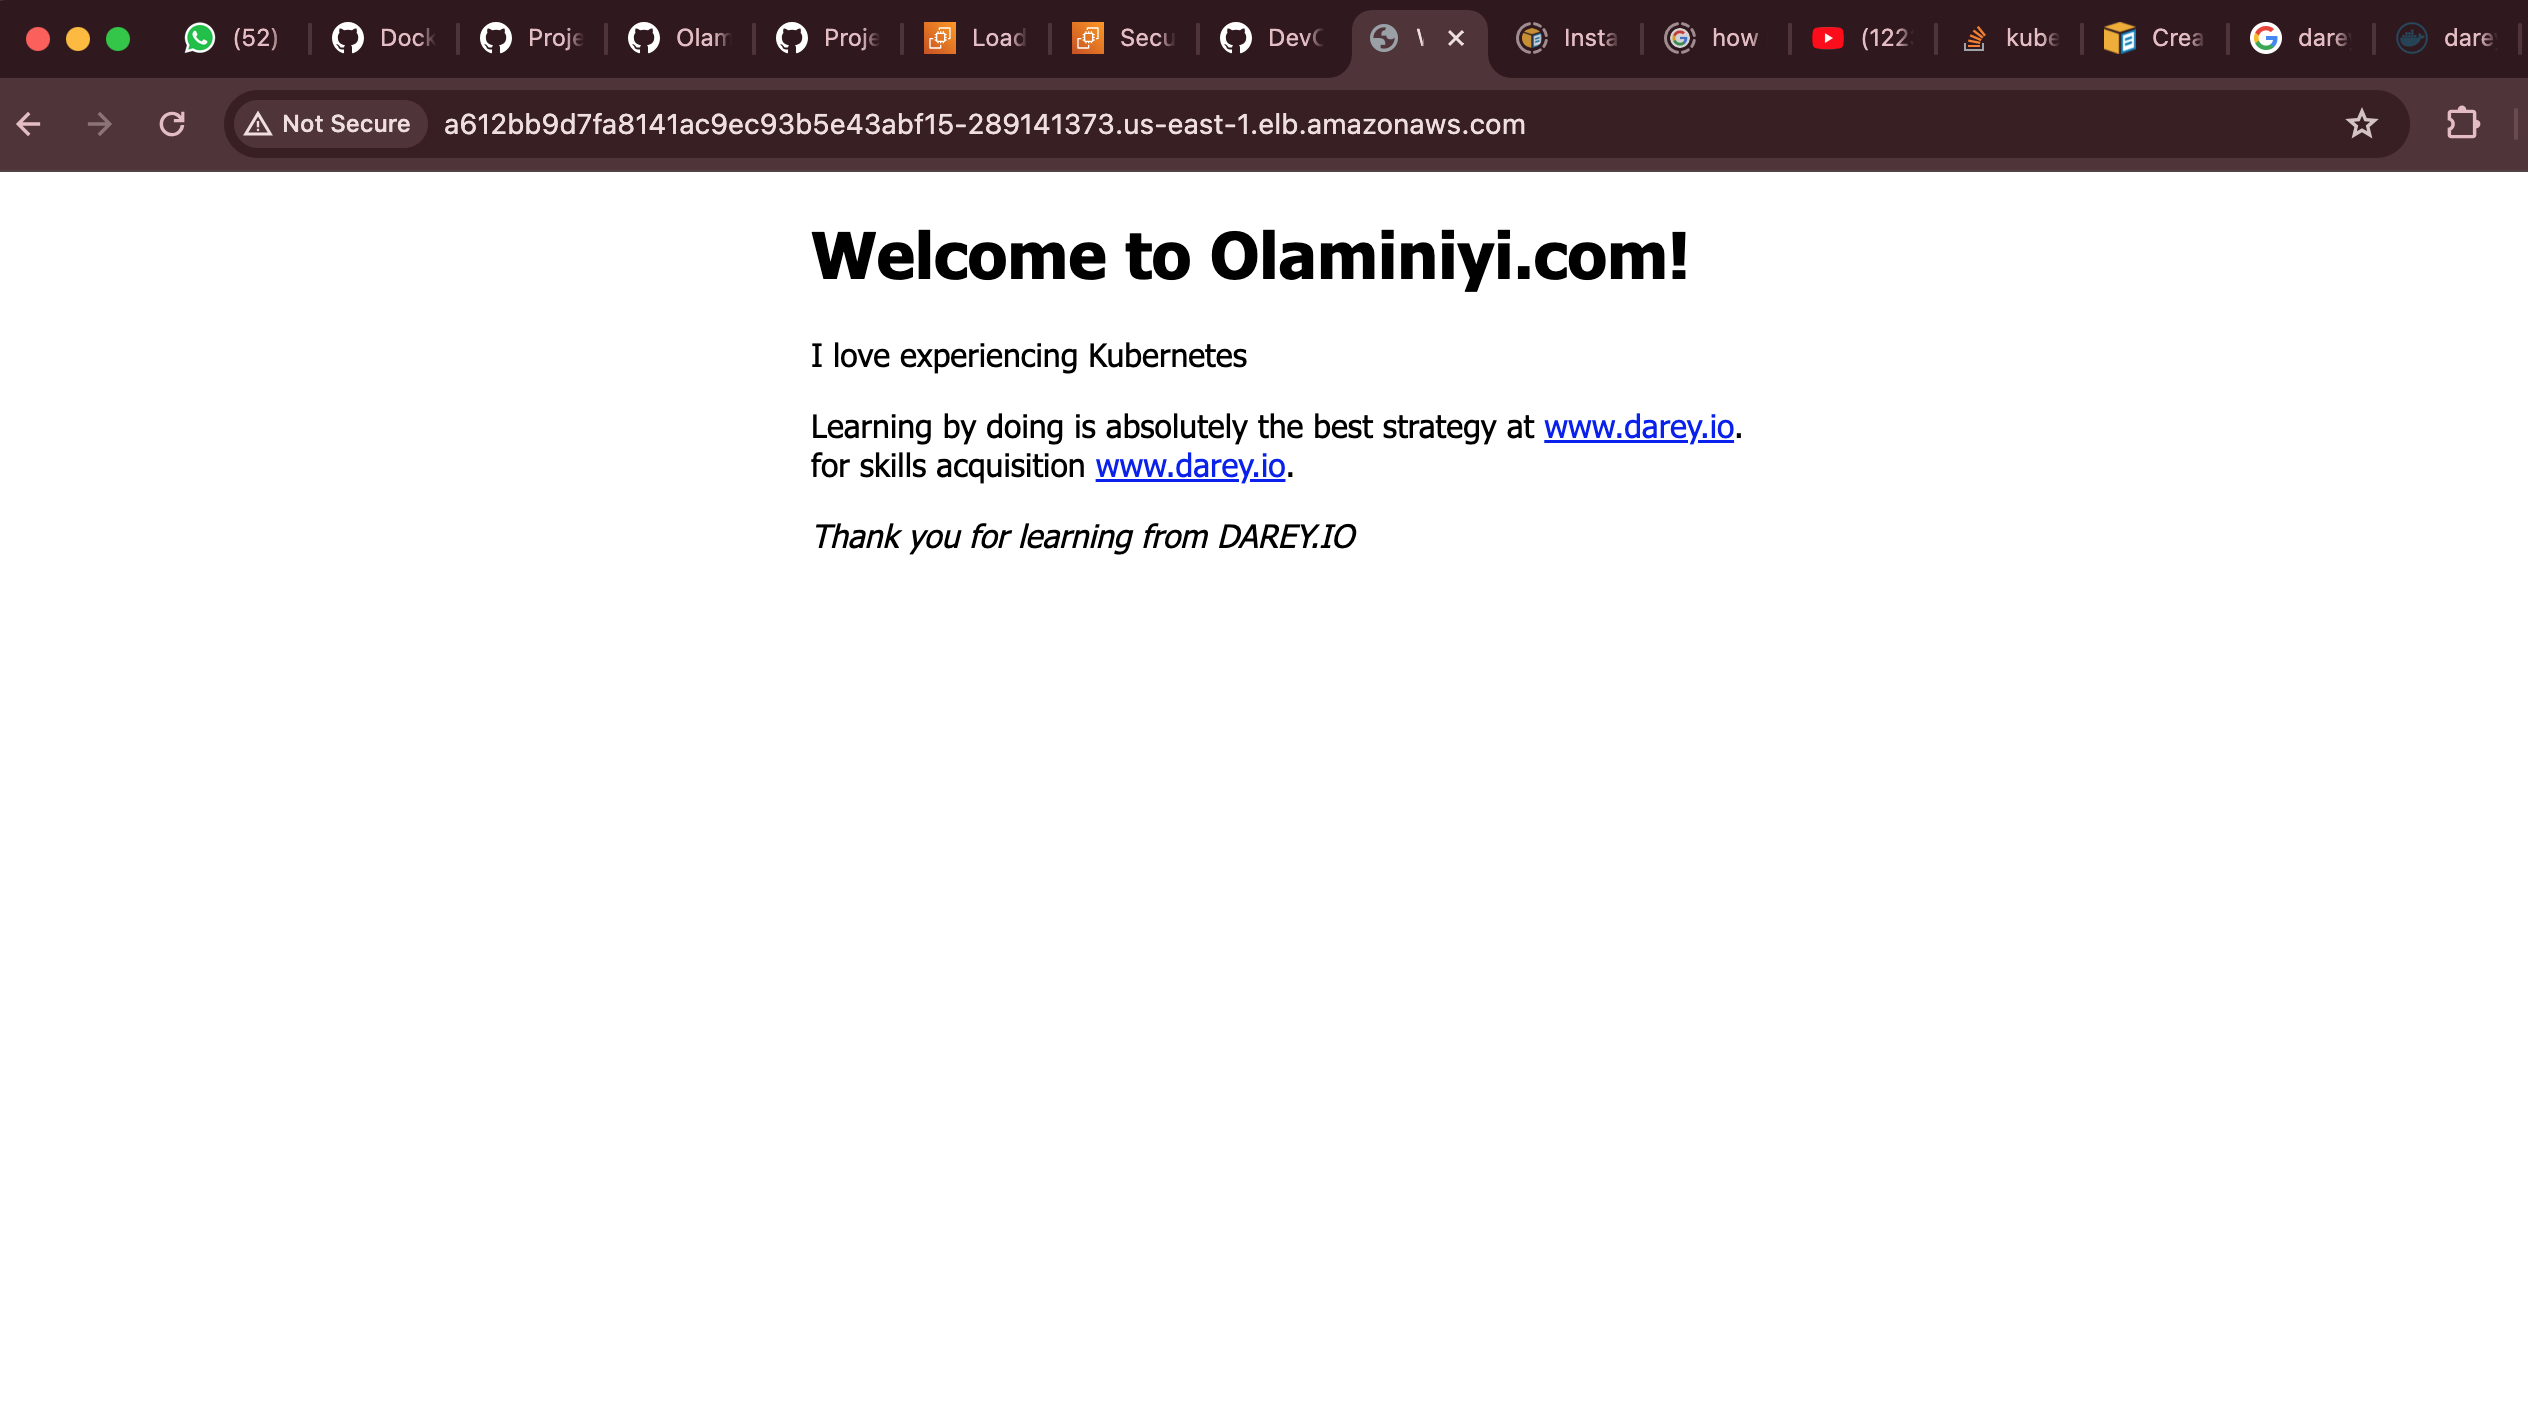 (52)
Dock
Proje
Olam
Proje
Load
Secu
Dev
Insta
how
(122
kube
Crea
dare
dare
Not Secure
a612bb9d7fa8141ac9ec93b5e43abf15-289141373.us-east-1.elb.amazonaws.com
Welcome to Olaminiyi.com!
I love experiencing Kubernetes
Learning by doing is absolutely the best strategy at www.darey.io.
for skills acquisition www.darey.io.
Thank you for learning from DAREY.IO